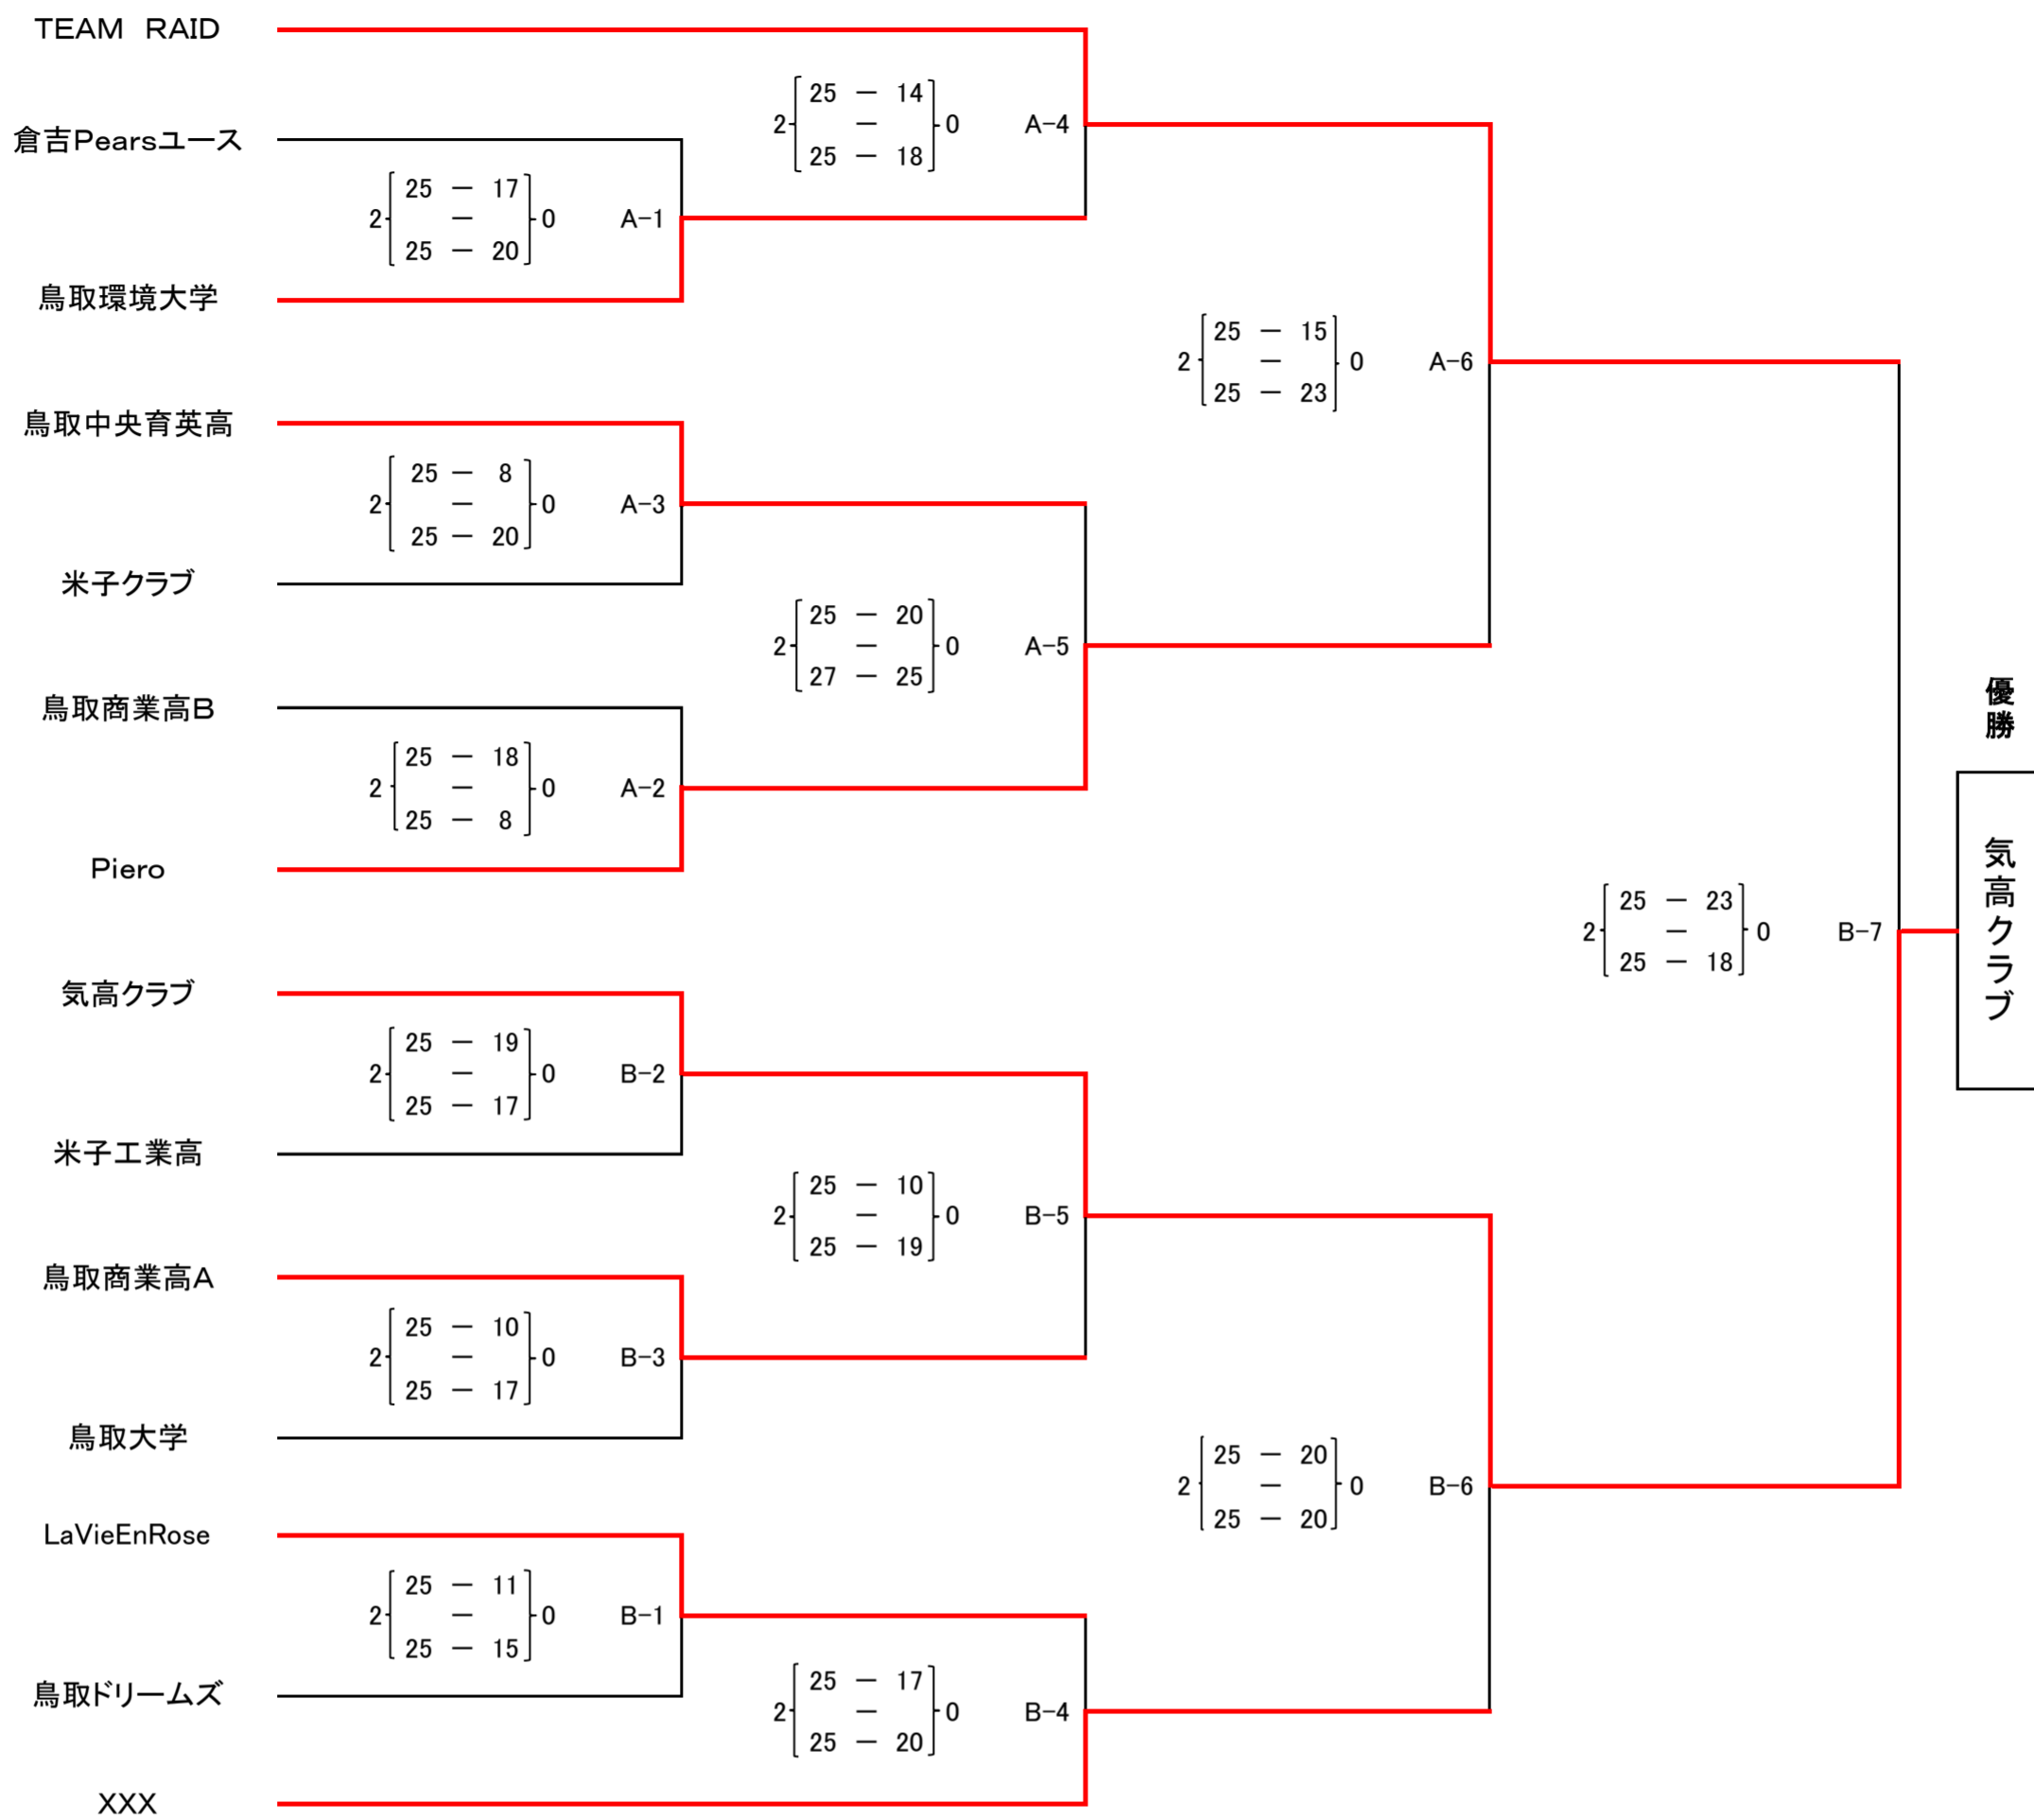 TEAM　RAID
25 － 14
2 － 0 A-4
25 － 18
倉吉Pearsユース
25 － 17
2 － 0 A-1
25 － 20
鳥取環境大学
25 － 15
2 － 0 A-6
25 － 23
鳥取中央育英高
25 － 8
2 － 0 A-3
25 － 20
米子クラブ
25 － 20
2 － 0 A-5
27 － 25
鳥取商業高B
25 － 18
2 － 0 A-2
25 － 8
Piero
優勝
気高クラブ
25 － 23
2 － 0 B-7
25 － 18
気高クラブ
25 － 19
2 － 0 B-2
25 － 17
米子工業高
25 － 10
2 － 0 B-5
25 － 19
鳥取商業高A
25 － 10
2 － 0 B-3
25 － 17
鳥取大学
25 － 20
2 － 0 B-6
25 － 20
LaVieEnRose
25 － 11
2 － 0 B-1
25 － 15
鳥取ドリームズ
25 － 17
2 － 0 B-4
25 － 20
XXX